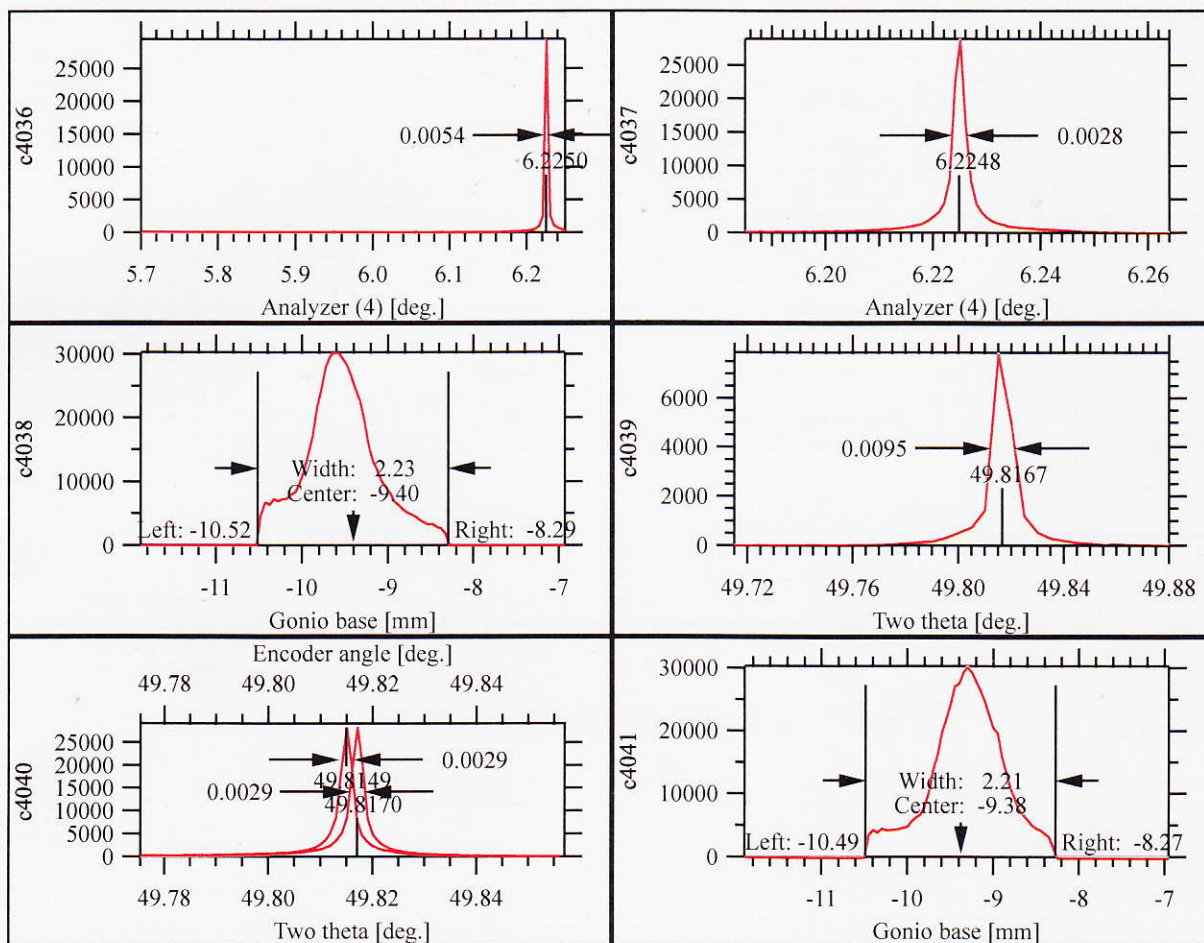 c4036
25000
20000
15000
10000
5000
0
0.0054
6.2250
5.7 5.8 5.9 6.0 6.1 6.2
Analyzer (4) [deg.]
c4037
25000
20000
15000
10000
5000
0
0.0028
6.2248
6.20 6.22 6.24 6.26
Analyzer (4) [deg.]
c4038
30000
20000
10000
0
Width: 2.23
Center: -9.40
Left: -10.52
Right: -8.29
-11 -10 -9 -8 -7
Gonio base [mm]
c4039
6000
4000
2000
0
0.0095
49.8167
49.72 49.76 49.80 49.84 49.88
Two theta [deg.]
Encoder angle [deg.]
49.78 49.80 49.82 49.84
c4040
25000
20000
15000
10000
5000
0
0.0029
49.8149
0.0029
49.8170
49.78 49.80 49.82 49.84
Two theta [deg.]
c4041
30000
20000
10000
0
Width: 2.21
Center: -9.38
Left: -10.49
Right: -8.27
-11 -10 -9 -8 -7
Gonio base [mm]